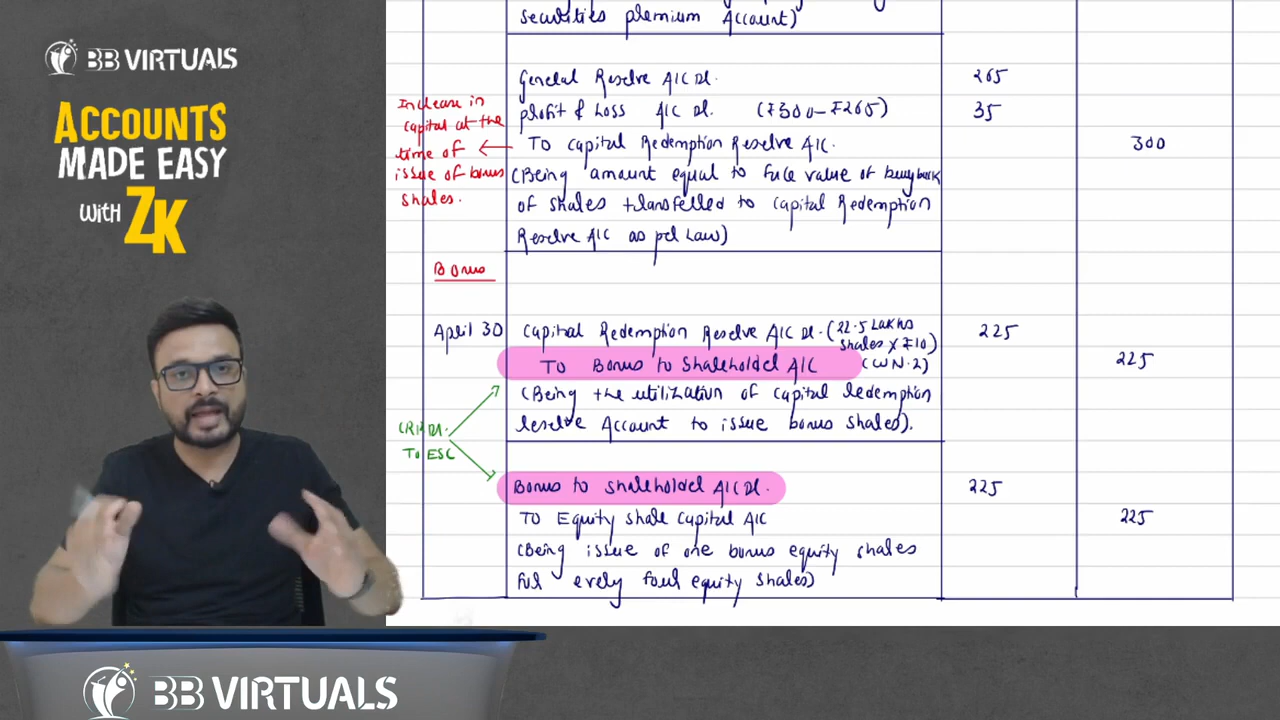 securities premium Account)
BB VIRTUALS
ACCOUNTS
MADE EASY
with ZK
General Reserve A/C Dr. 265
Profit & Loss A/C Dr. (₹300-₹265) 35
To Capital Redemption Reserve A/C. 300
(Being amount equal to face value of buyback
of shares transferred to Capital Redemption
Reserve A/C as per Law)
Increase in
capital at the
time of
issue of bonus
shares.
Bonus
April 30 Capital Redemption Reserve A/C Dr. (22.5 Lakhs
shares x ₹10) 225
To Bonus to Shareholder A/C (WN.2) 225
(Being the utilization of capital redemption
reserve Account to issue bonus shares).
CRR Dr.
To ESC
Bonus to Shareholder A/C Dr. 225
To Equity Share Capital A/C 225
(Being issue of one bonus equity shares
for every four equity shares)
BB VIRTUALS